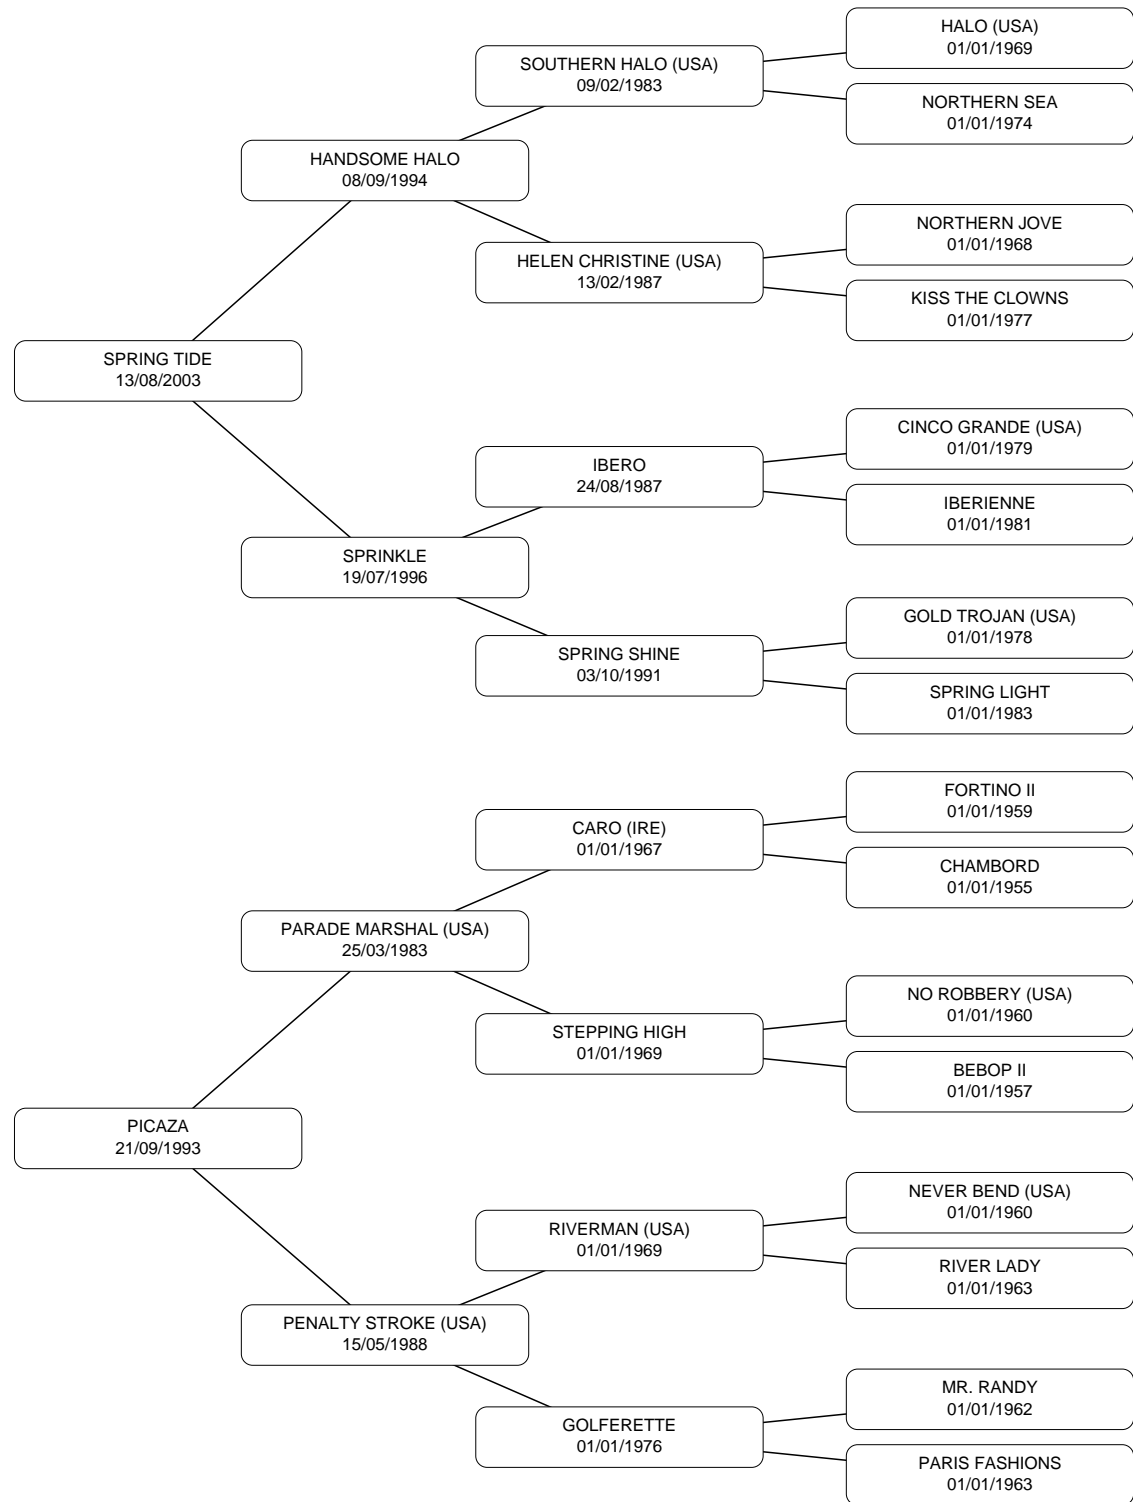 HALO (USA)
01/01/1969
SOUTHERN HALO (USA)
09/02/1983
NORTHERN SEA
01/01/1974
HANDSOME HALO
08/09/1994
NORTHERN JOVE
01/01/1968
HELEN CHRISTINE (USA)
13/02/1987
KISS THE CLOWNS
01/01/1977
SPRING TIDE
13/08/2003
CINCO GRANDE (USA)
01/01/1979
IBERO
24/08/1987
IBERIENNE
01/01/1981
SPRINKLE
19/07/1996
GOLD TROJAN (USA)
01/01/1978
SPRING SHINE
03/10/1991
SPRING LIGHT
01/01/1983
FORTINO II
01/01/1959
CARO (IRE)
01/01/1967
CHAMBORD
01/01/1955
PARADE MARSHAL (USA)
25/03/1983
NO ROBBERY (USA)
01/01/1960
STEPPING HIGH
01/01/1969
BEBOP II
01/01/1957
PICAZA
21/09/1993
NEVER BEND (USA)
01/01/1960
RIVERMAN (USA)
01/01/1969
RIVER LADY
01/01/1963
PENALTY STROKE (USA)
15/05/1988
MR. RANDY
01/01/1962
GOLFERETTE
01/01/1976
PARIS FASHIONS
01/01/1963